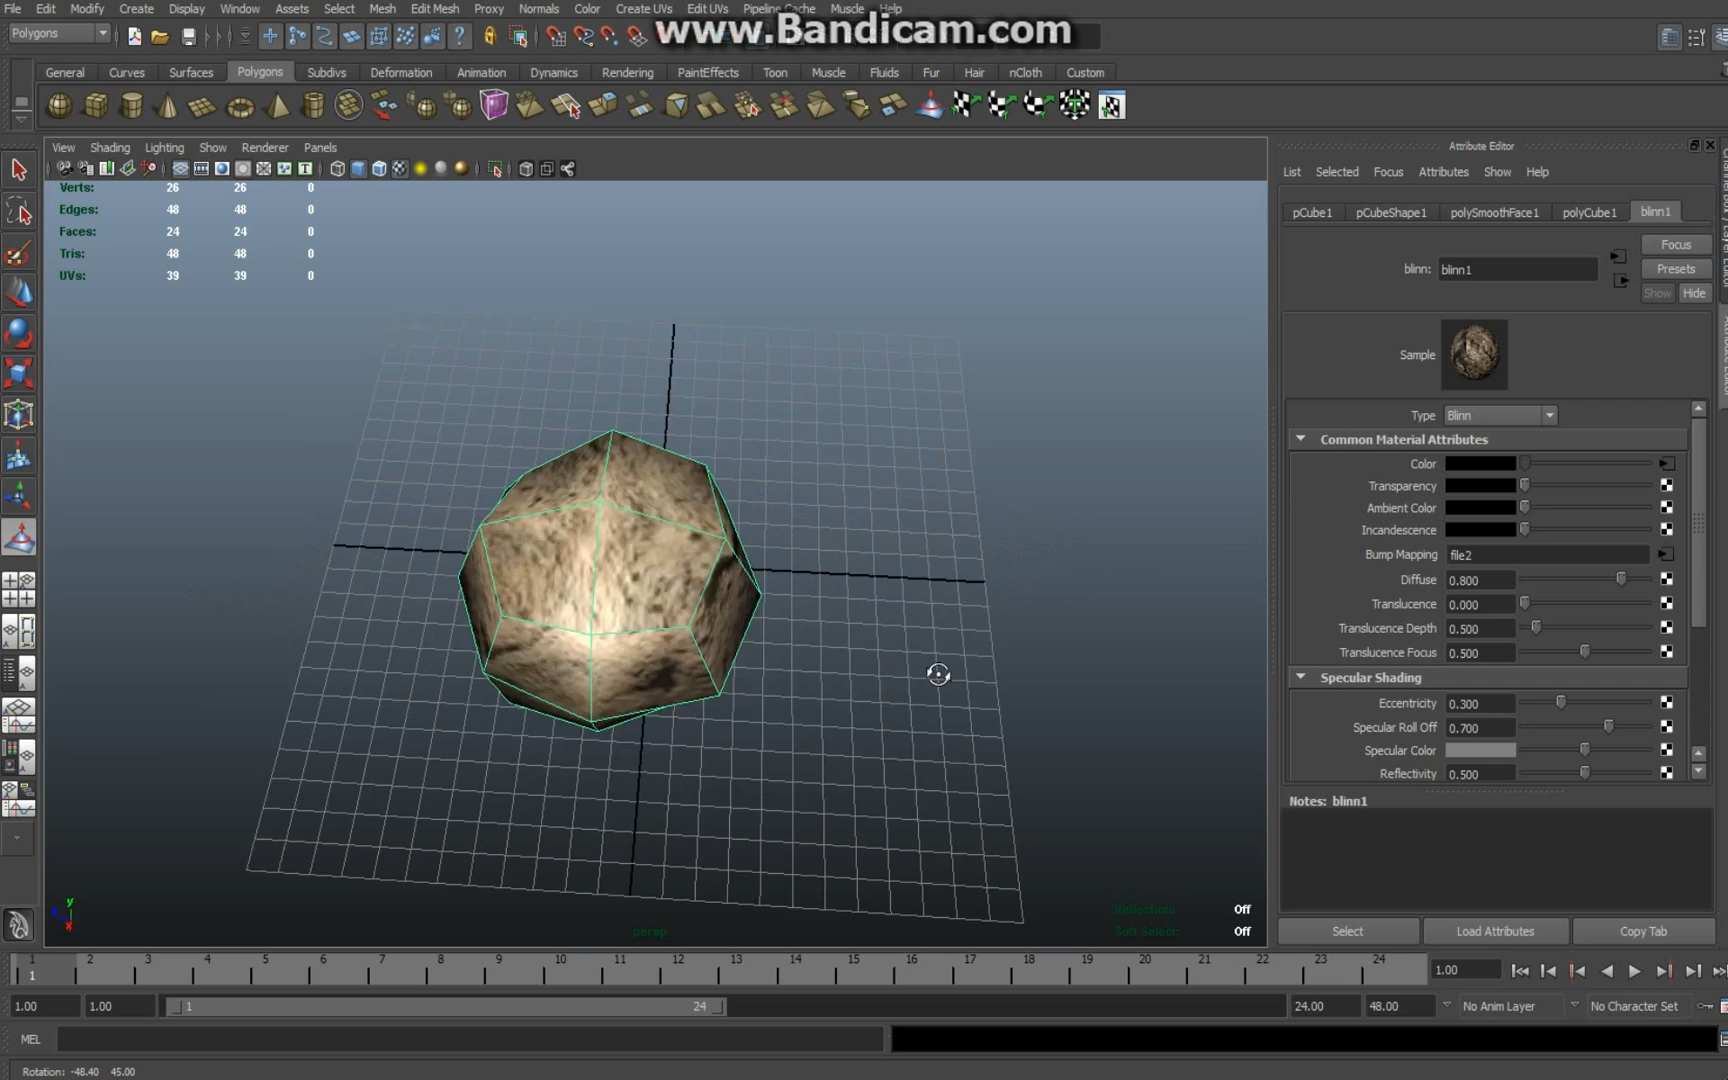 File Edit Modify Create Display Window Assets Select Mesh Edit Mesh Proxy Normals Color Create UVs Edit UVs Pipeline Cache Muscle Help
www.Bandicam.com
Polygons
General Curves Surfaces Polygons Subdivs Deformation Animation Dynamics Rendering PaintEffects Toon Muscle Fluids Fur Hair nCloth Custom
View Shading Lighting Show Renderer Panels
Verts: 26 26 0
Edges: 48 48 0
Faces: 24 24 0
Tris: 48 48 0
UVs: 39 39 0
y
x
persp
Reflection: Off
Soft Select: Off
Attribute Editor
List Selected Focus Attributes Show Help
pCube1 pCubeShape1 polySmoothFace1 polyCube1 blinn1
Focus
blinn: blinn1
Presets
Show Hide
Sample
Type Blinn
Common Material Attributes
Color
Transparency
Ambient Color
Incandescence
Bump Mapping file2
Diffuse 0.800
Translucence 0.000
Translucence Depth 0.500
Translucence Focus 0.500
Specular Shading
Eccentricity 0.300
Specular Roll Off 0.700
Specular Color
Reflectivity 0.500
Notes: blinn1
Select Load Attributes Copy Tab
1 2 3 4 5 6 7 8 9 10 11 12 13 14 15 16 17 18 19 20 21 22 23 24
1
1.00
1.00 1.00 1 24 24.00 48.00 No Anim Layer No Character Set
MEL
Rotation: -48.40 45.00